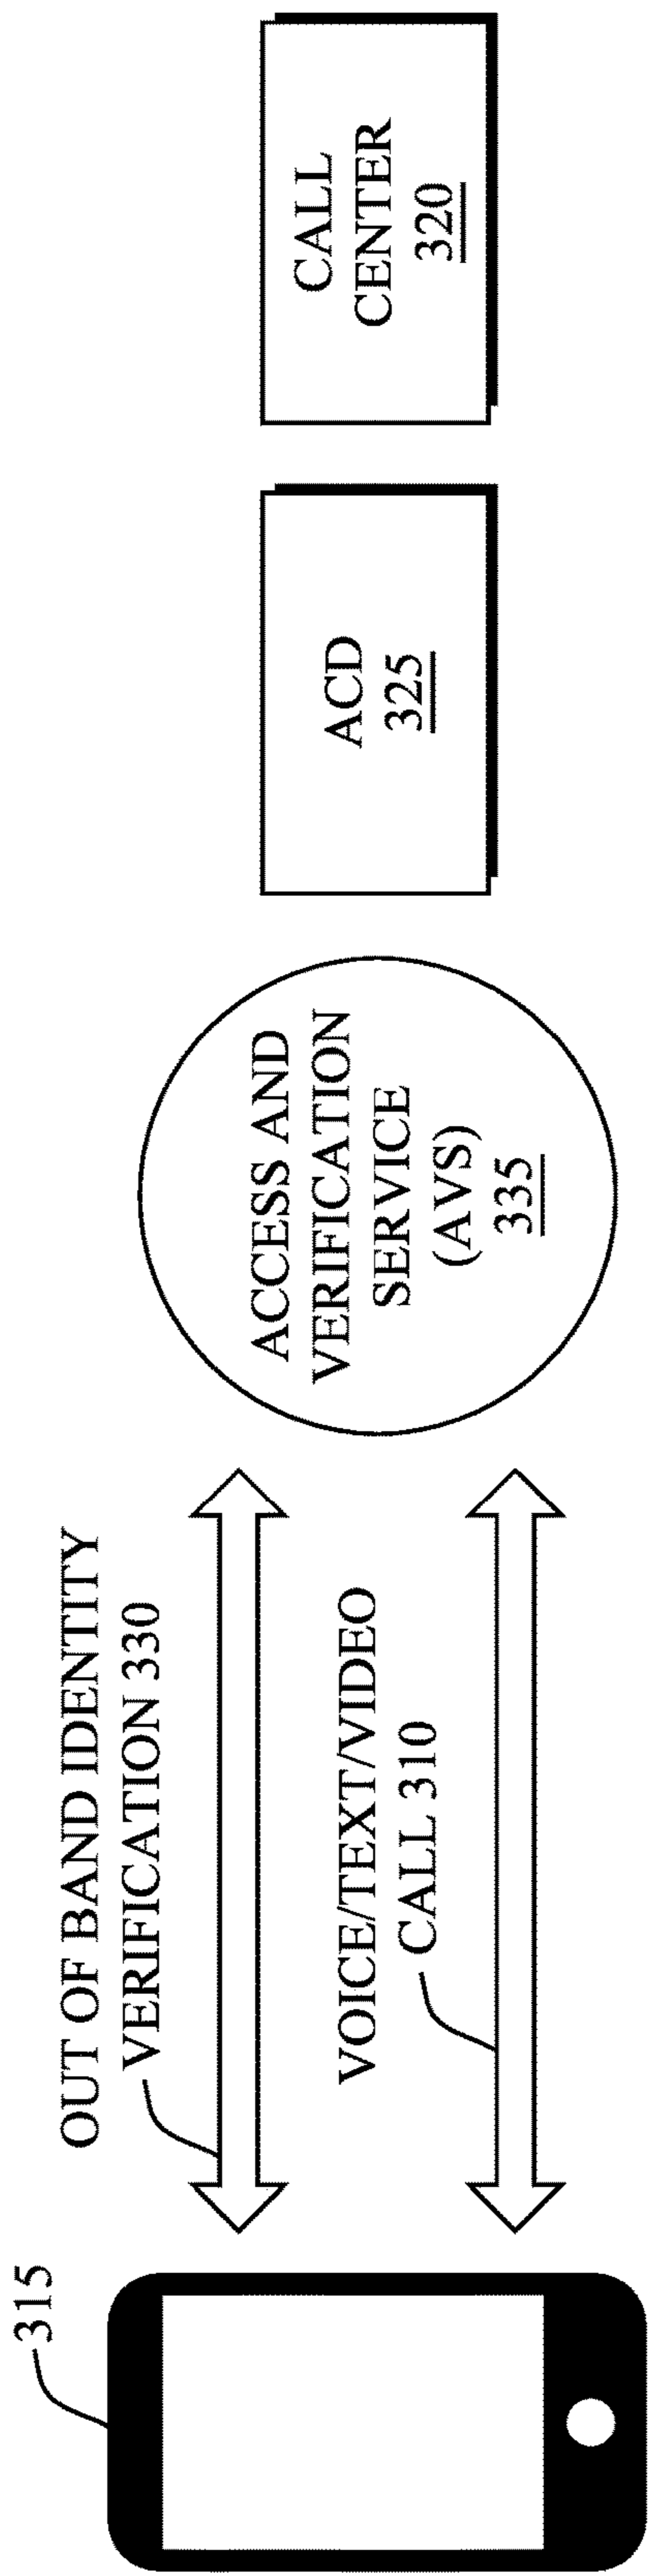 315
OUT OF BAND IDENTITY
VERIFICATION 330
VOICE/TEXT/VIDEO
CALL 310
ACCESS AND
VERIFICATION
SERVICE
(AVS)
335
ACD
325
CALL
CENTER
320